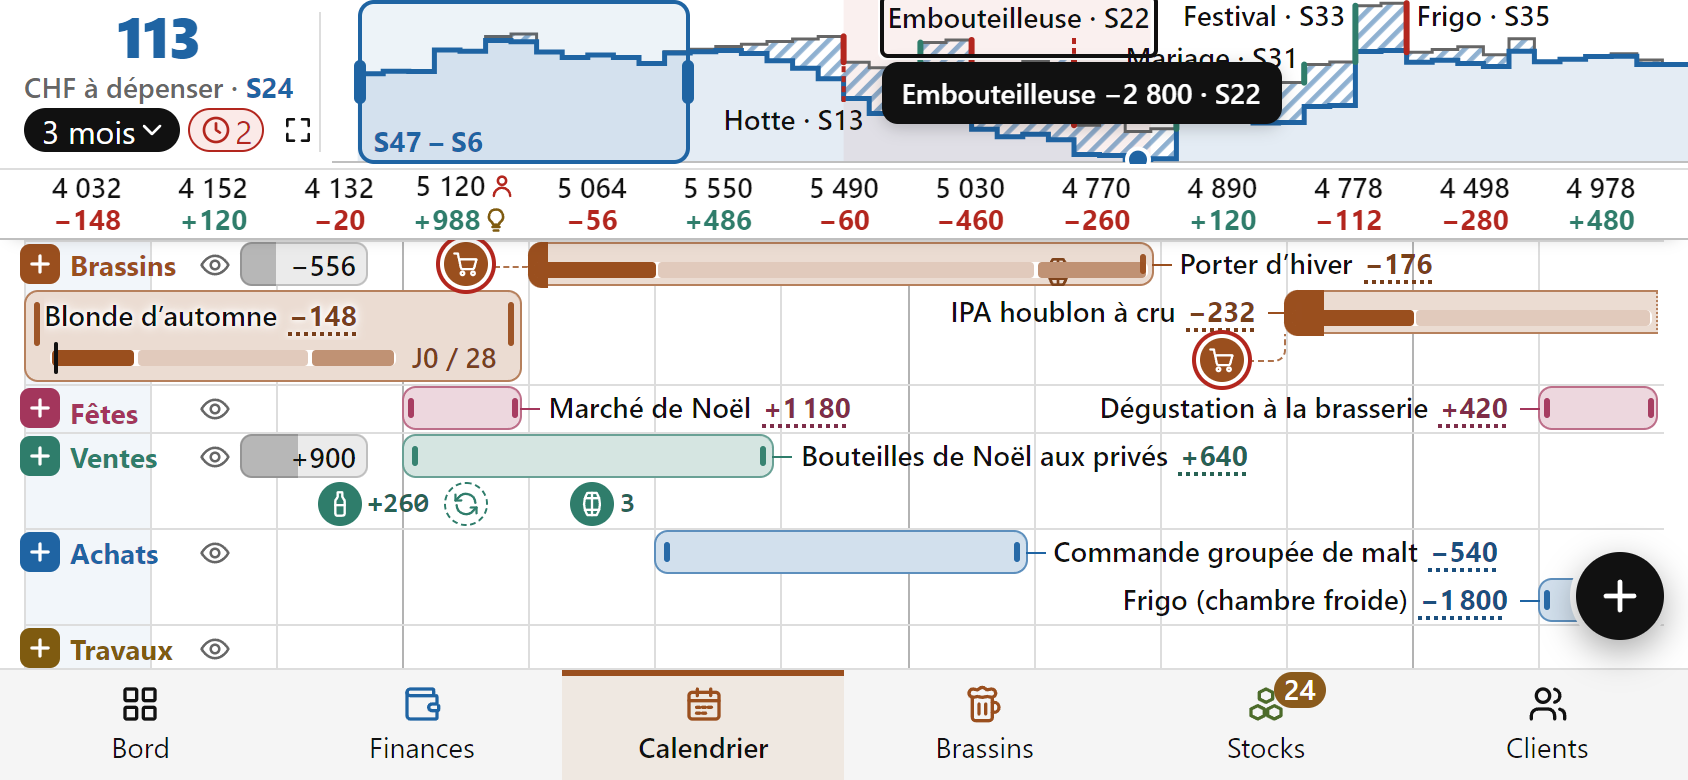 113
CHF à dépenser · S24
3 mois
2
S47 – S6
Hotte · S13
Embouteilleuse · S22
Mariage · S31
Festival · S33
Frigo · S35
Embouteilleuse −2 800 · S22
4 032 4 152 4 132 5 120 5 064 5 550 5 490 5 030 4 770 4 890 4 778 4 498 4 978
−148 +120 −20 +988 −56 +486 −60 −460 −260 +120 −112 −280 +480
Brassins −556 Porter d’hiver −176
Blonde d’automne −148 IPA houblon à cru −232
J0 / 28
Fêtes Marché de Noël +1 180 Dégustation à la brasserie +420
Ventes +900 Bouteilles de Noël aux privés +640
+260 3
Achats Commande groupée de malt −540
Frigo (chambre froide) −1 800
Travaux
24
Bord Finances Calendrier Brassins Stocks Clients